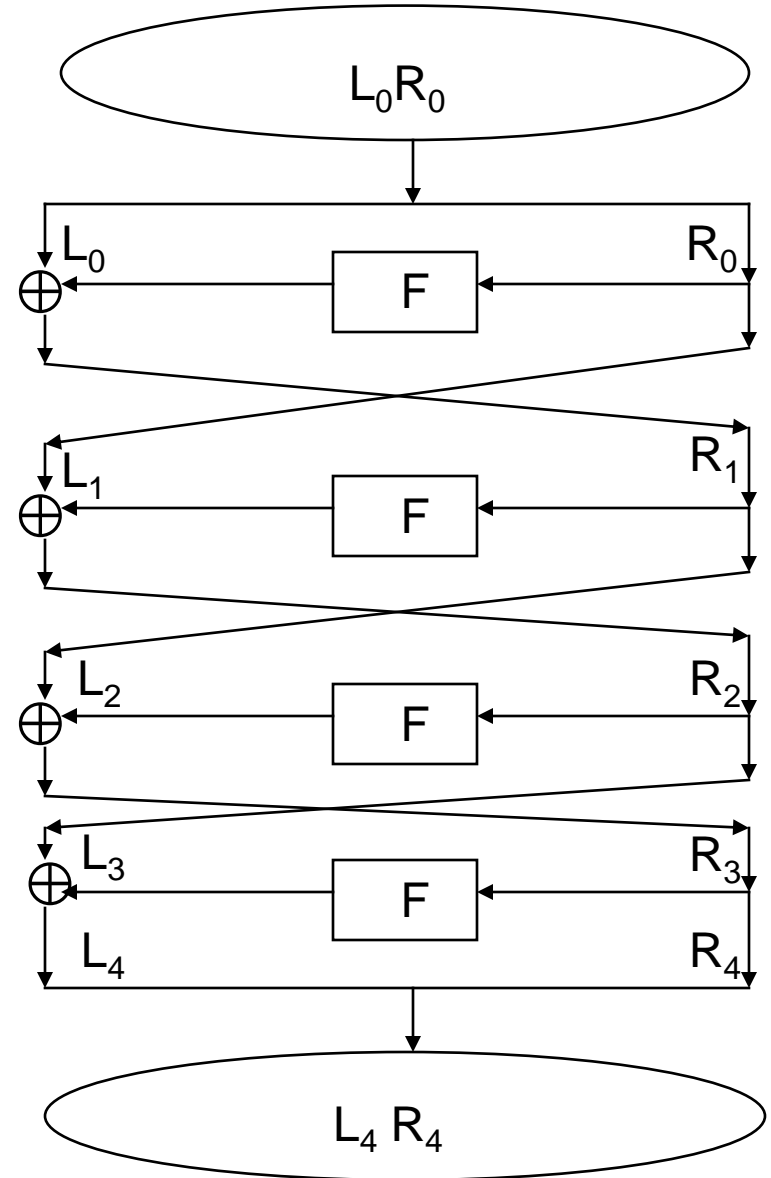 L₀R₀
L₀ R₀
F
L₁ R₁
F
L₂ R₂
F
L₃ R₃
F
L₄ R₄
L₄ R₄